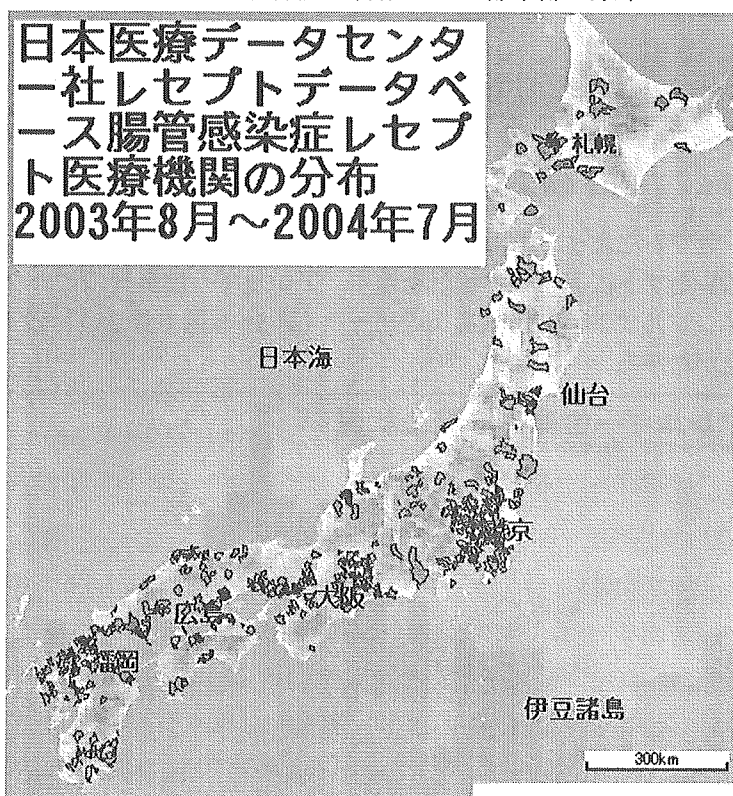 日本医療データセンタ
ー社レセプトデータベ
ース腸管感染症レセプ
ト医療機関の分布
2003年8月～2004年7月
札幌
日本海
仙台
京
大阪
広島
福岡
伊豆諸島
300km